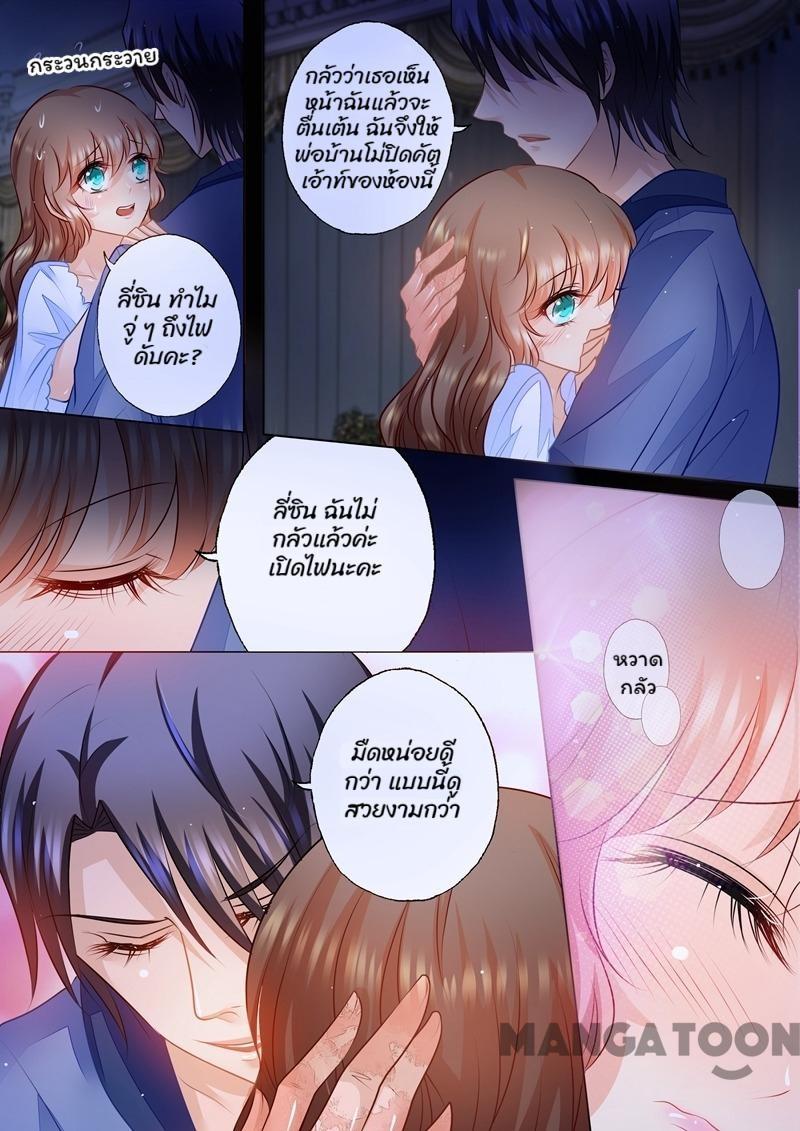 กระวนกระวาย
ลี่ซิน ทำไม
จู่ ๆ ถึงไฟ
ดับคะ?
กลัวว่าเธอเห็น
หน้าฉันแล้วจะ
ตื่นเต้น ฉันจึงให้
พ่อบ้านโม่ปิดคัต
เอ้าท์ของห้องนี้
ลี่ซิน ฉันไม่
กลัวแล้วค่ะ
เปิดไฟนะคะ
หวาด
กลัว
มืดหน่อยดี
กว่า แบบนี้ดู
สวยงามกว่า
MANGATOON